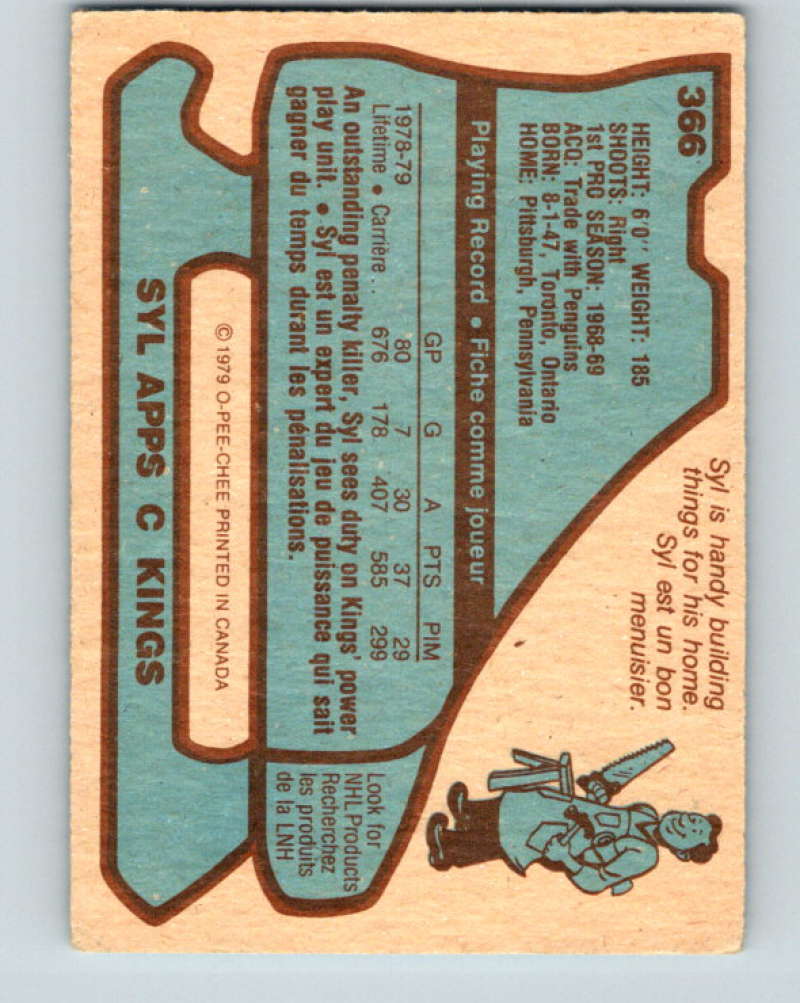 366
HEIGHT: 6'0" WEIGHT: 185
SHOOTS: Right
1st PRO SEASON: 1968-69
ACQ: Trade with Penguins
BORN: 8-1-47, Toronto, Ontario
HOME: Pittsburgh, Pennsylvania
Syl is handy building
things for his home.
Syl est un bon
menuisier.
Playing Record • Fiche comme joueur
GP G A PTS PIM
1978-79 80 7 30 37 29
Lifetime • Carrière... 676 178 407 585 299
An outstanding penalty killer, Syl sees duty on Kings' power
play unit. • Syl est un expert du jeu de puissance qui sait
gagner du temps durant les pénalisations.
Look for
NHL Products
Recherchez
les produits
de la LNH
© 1979 O-PEE-CHEE PRINTED IN CANADA
SYL APPS C KINGS